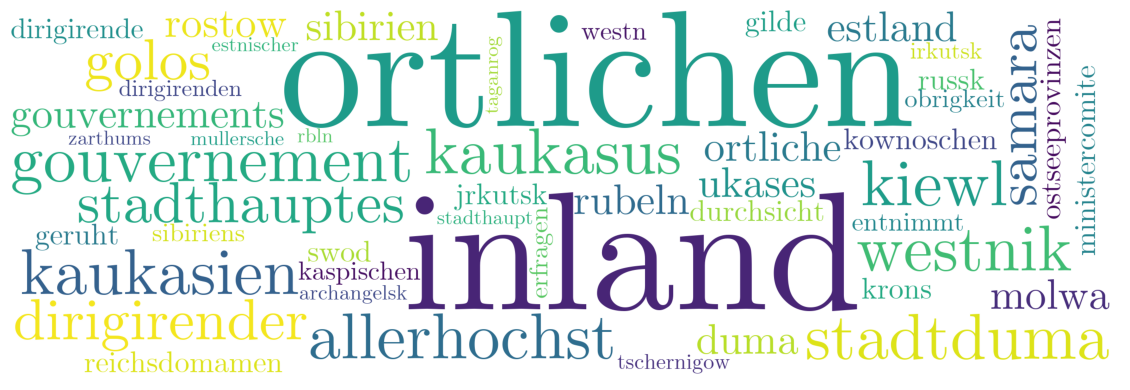 dirigirende
rostow
sibirien
ortlichen
westn
gilde
estland
estnischer
golos
taganrog
irkutsk
samara
ostseeprovinzen
dirigirenden
russk
obrigkeit
ministercomite
gouvernements
zarthums
mullersche
rbln
gouvernement
kaukasus
ortliche
kownoschen
stadthauptes
jrkutsk
stadthaupt
rubeln
ukases
durchsicht
kiewl
entnimmt
inland
geruht
sibiriens
swod
erfragen
westnik
kaukasien
kaspischen
archangelsk
krons
molwa
dirigirender
allerhochst
tschernigow
duma
stadtduma
reichsdomamen